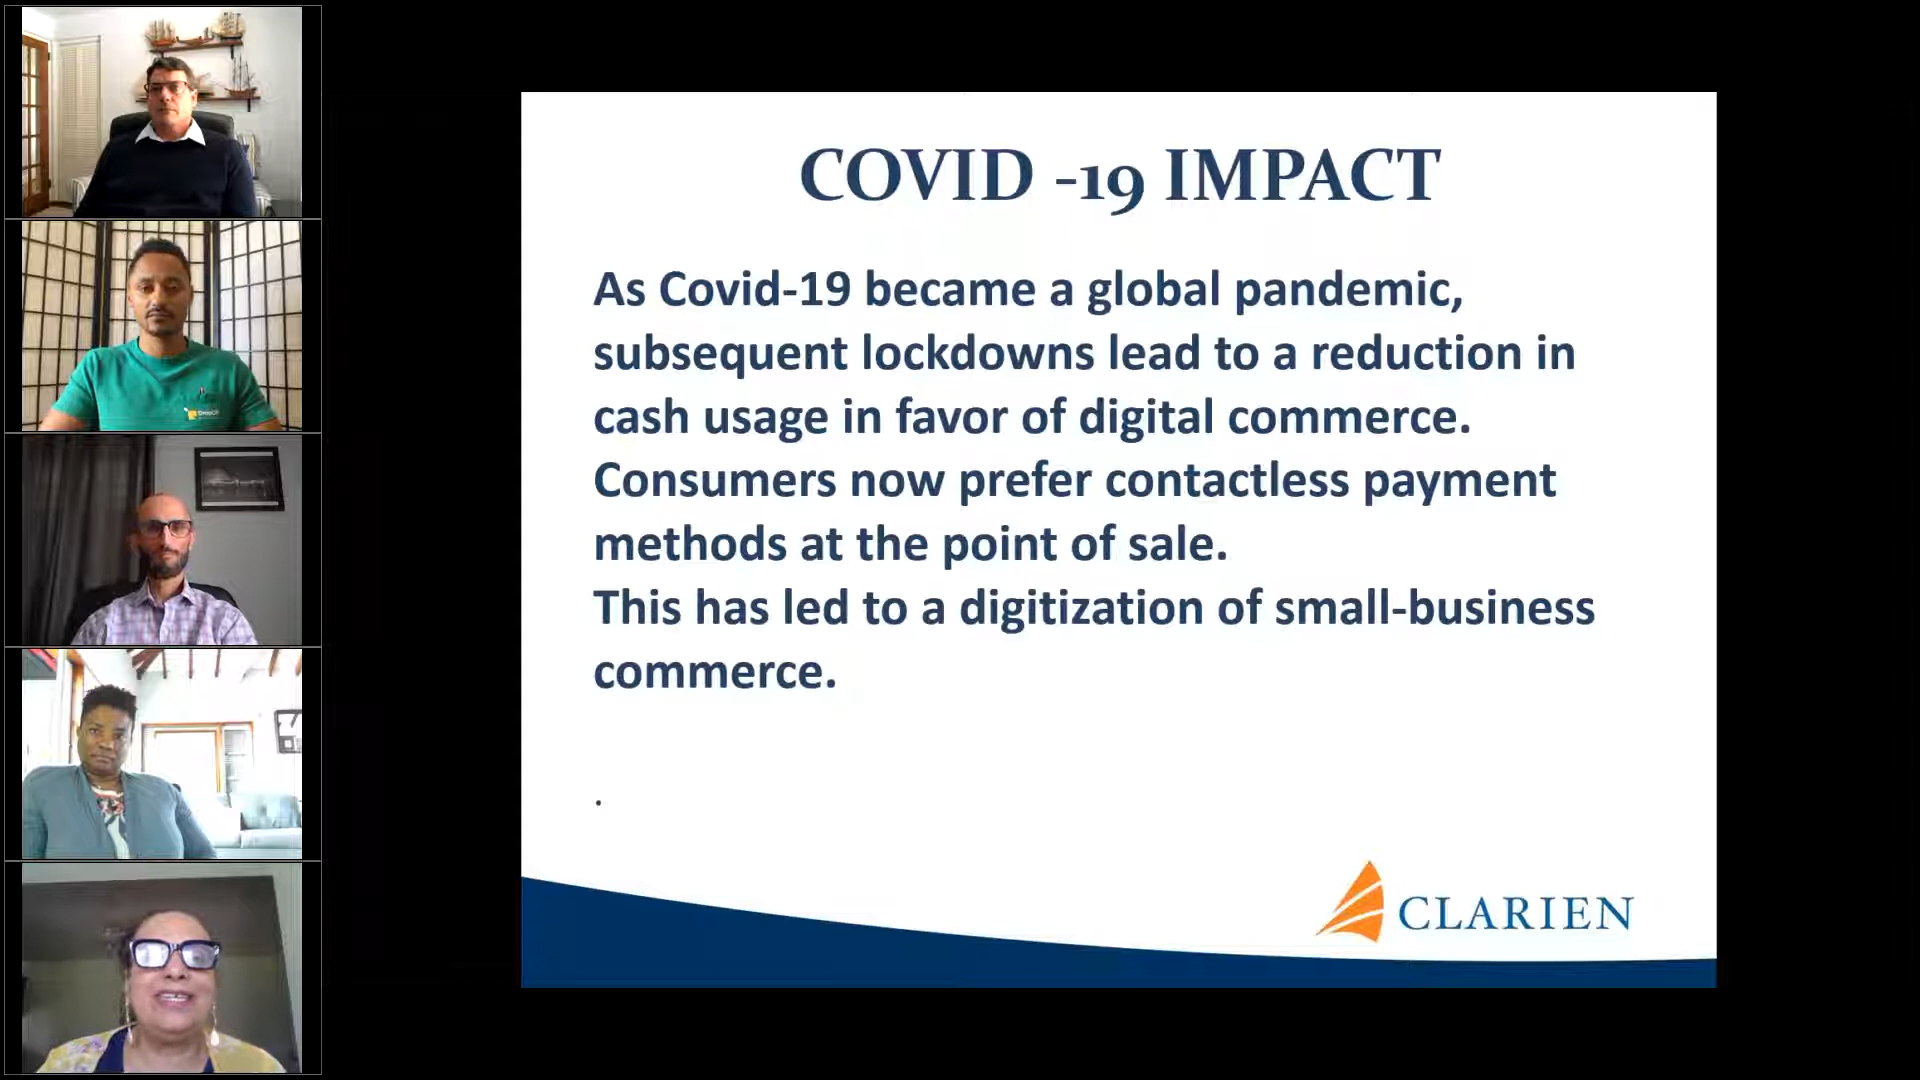 COVID -19 IMPACT
As Covid-19 became a global pandemic,
subsequent lockdowns lead to a reduction in
cash usage in favor of digital commerce.
Consumers now prefer contactless payment
methods at the point of sale.
This has led to a digitization of small-business
commerce.
.
CLARIEN